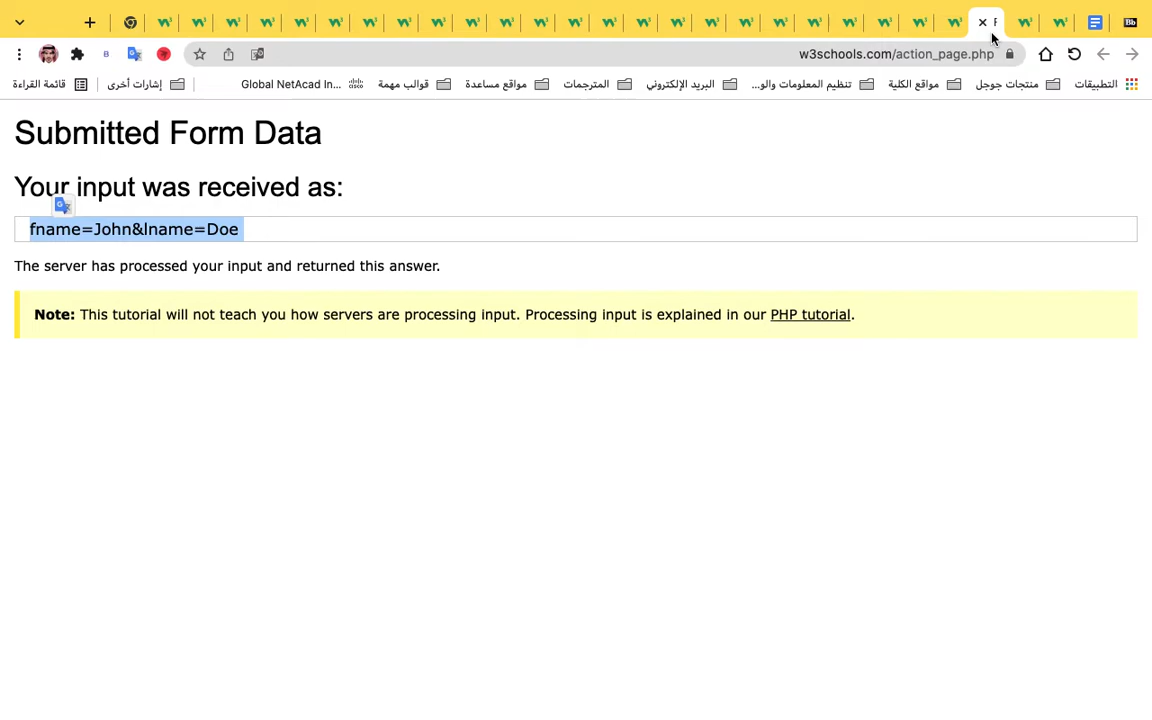 w3schools.com/action_page.php
التطبيقات
منتجات جوجل
مواقع الكلية
تنظيم المعلومات والو...
البريد الإلكتروني
المترجمات
مواقع مساعدة
قوالب مهمة
Global NetAcad In...
إشارات أخرى
قائمة القراءة
Submitted Form Data
Your input was received as:
fname=John&lname=Doe
The server has processed your input and returned this answer.
Note: This tutorial will not teach you how servers are processing input. Processing input is explained in our PHP tutorial.